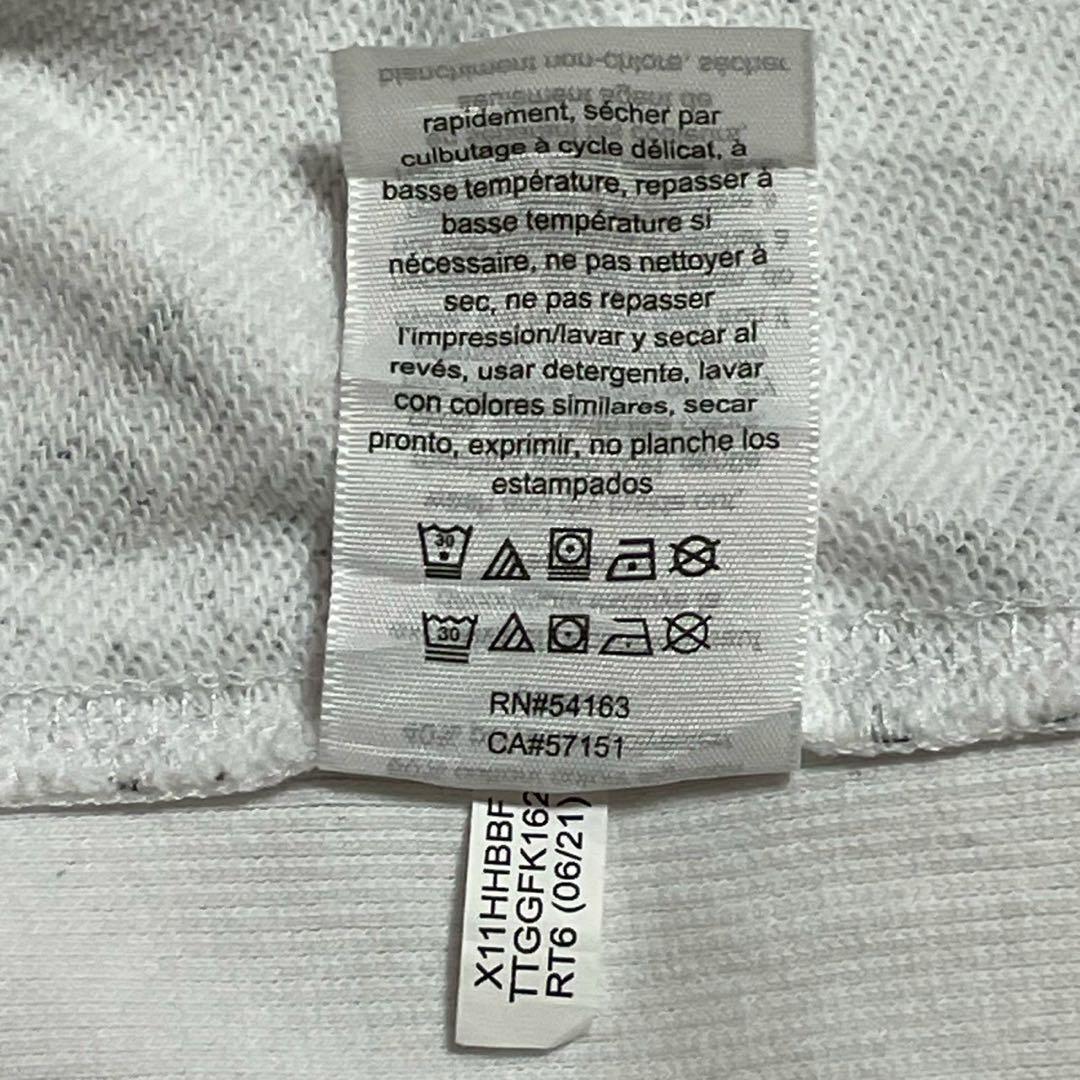 rapidement, sécher par
culbutage à cycle délicat, à
basse température, repasser à
basse température si
nécessaire, ne pas nettoyer à
sec, ne pas repasser
l'impression/lavar y secar al
revés, usar detergente, lavar
con colores similares, secar
pronto, exprimir, no planche los
estampados
30
30
RN#54163
CA#57151
X11HHBBF
TTGGFK162
RT6 (06/21)